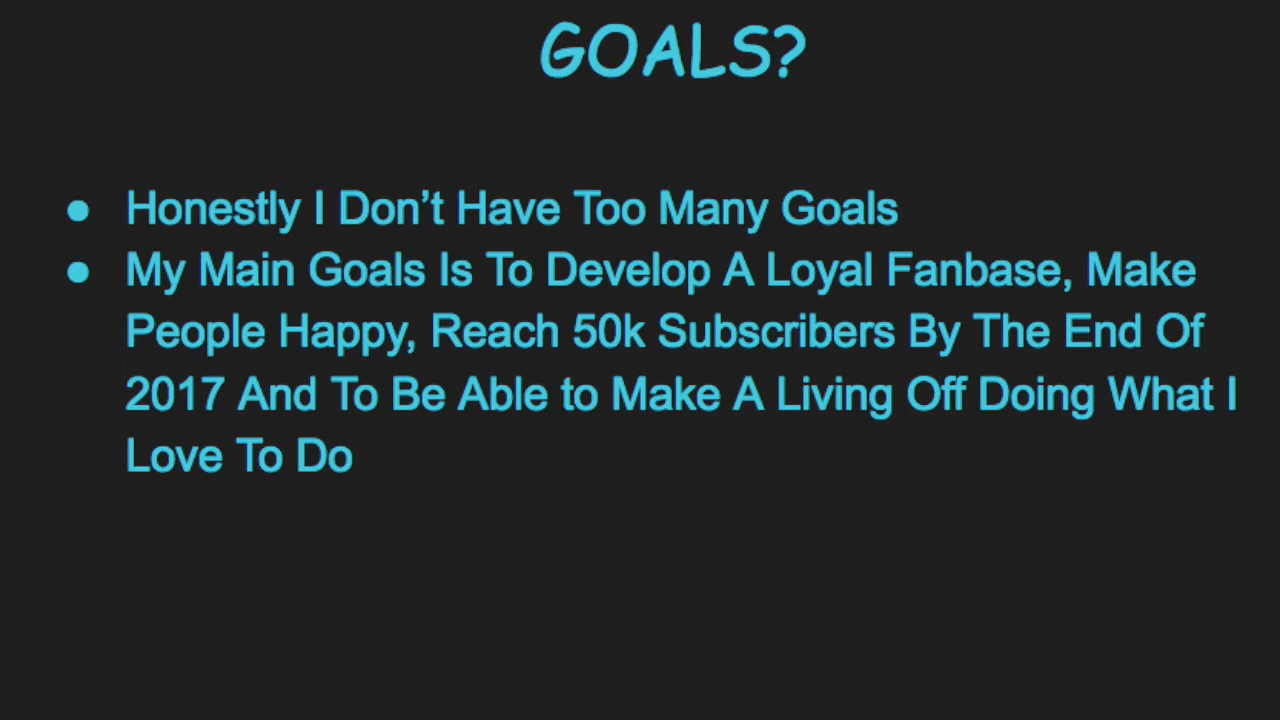 GOALS?
● Honestly I Don’t Have Too Many Goals
● My Main Goals Is To Develop A Loyal Fanbase, Make
People Happy, Reach 50k Subscribers By The End Of
2017 And To Be Able to Make A Living Off Doing What I
Love To Do